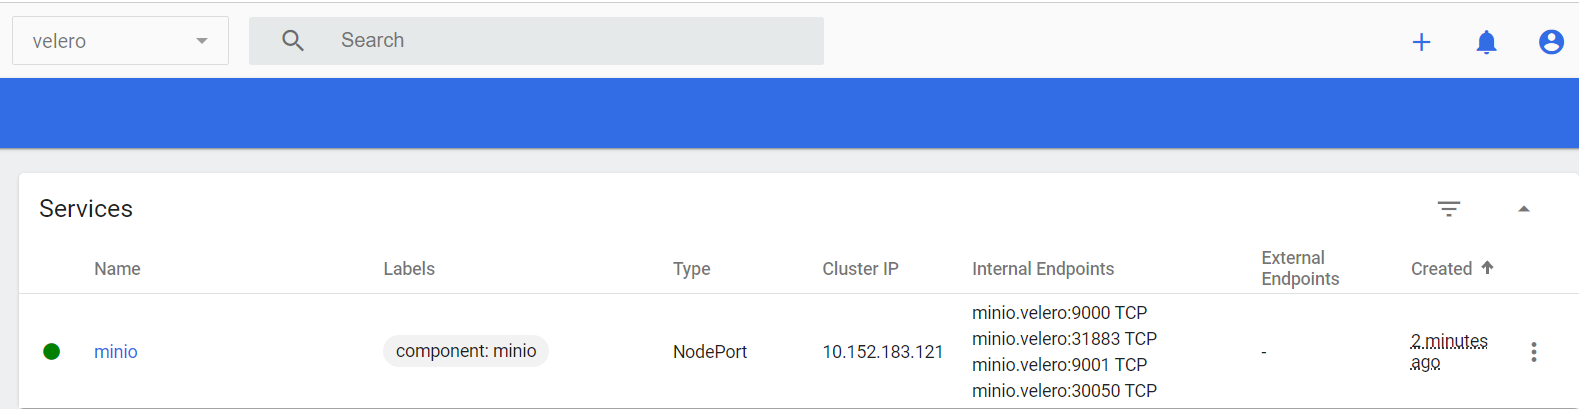 velero
Search
Services
Name
Labels
Type
Cluster IP
Internal Endpoints
External
Endpoints
Created
minio
component: minio
NodePort
10.152.183.121
minio.velero:9000 TCP
minio.velero:31883 TCP
minio.velero:9001 TCP
minio.velero:30050 TCP
-
2 minutes
ago